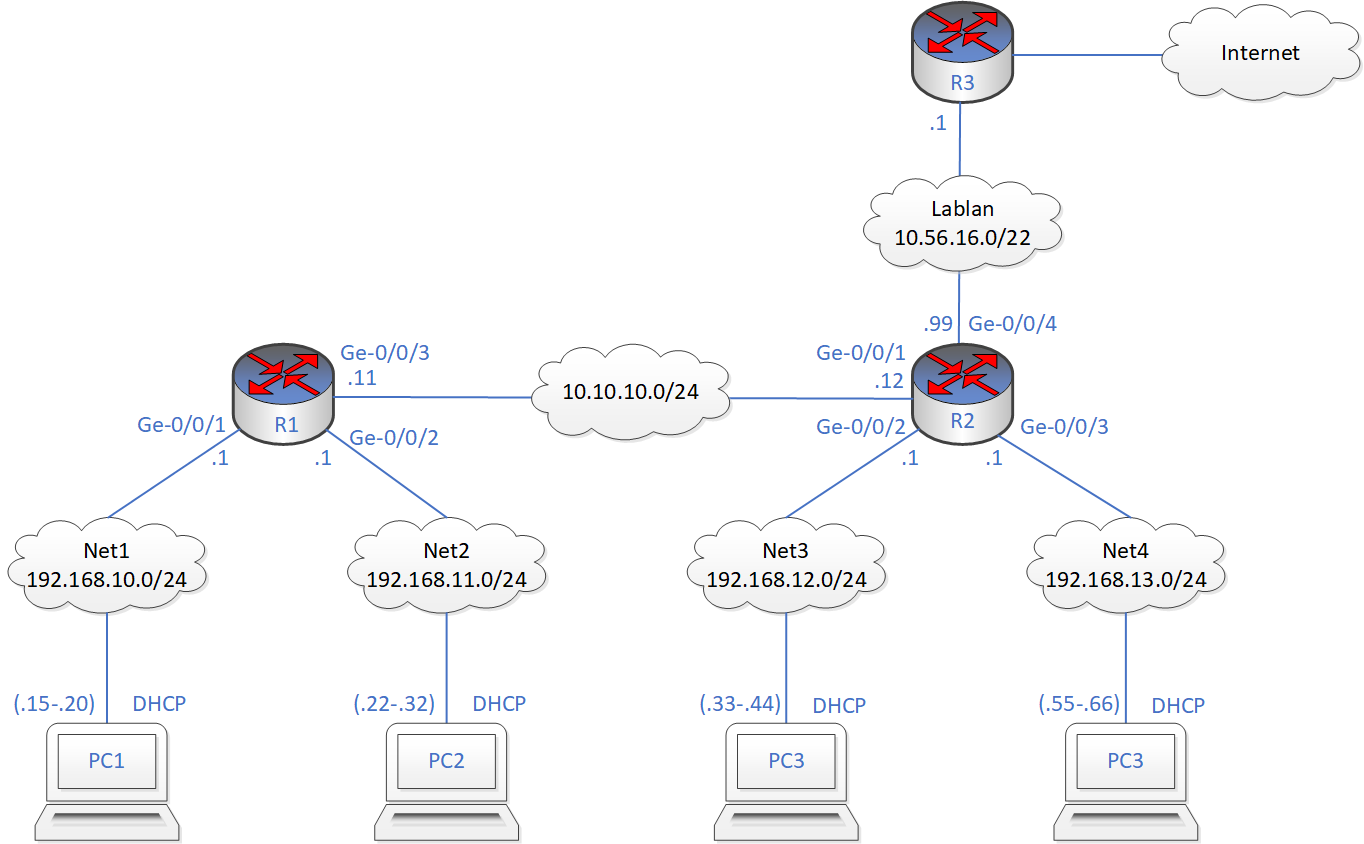 Internet
R3
.1
Lablan
10.56.16.0/22
.99
Ge-0/0/4
Ge-0/0/3
.11
10.10.10.0/24
Ge-0/0/1
.12
R1
R2
Ge-0/0/1
.1
Ge-0/0/2
.1
Ge-0/0/2
.1
Ge-0/0/3
.1
Net1
192.168.10.0/24
Net2
192.168.11.0/24
Net3
192.168.12.0/24
Net4
192.168.13.0/24
(.15-.20)
DHCP
(.22-.32)
DHCP
(.33-.44)
DHCP
(.55-.66)
DHCP
PC1
PC2
PC3
PC3